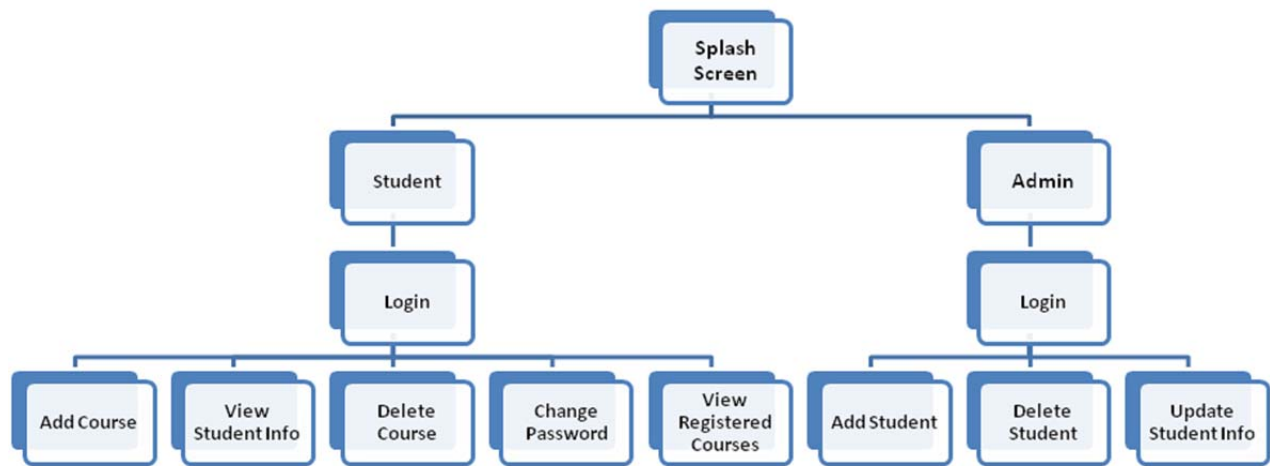 Splash
Screen
Student
Admin
Login
Login
Add Course
View
Student Info
Delete
Course
Change
Password
View
Registered
Courses
Add Student
Delete
Student
Update
Student Info